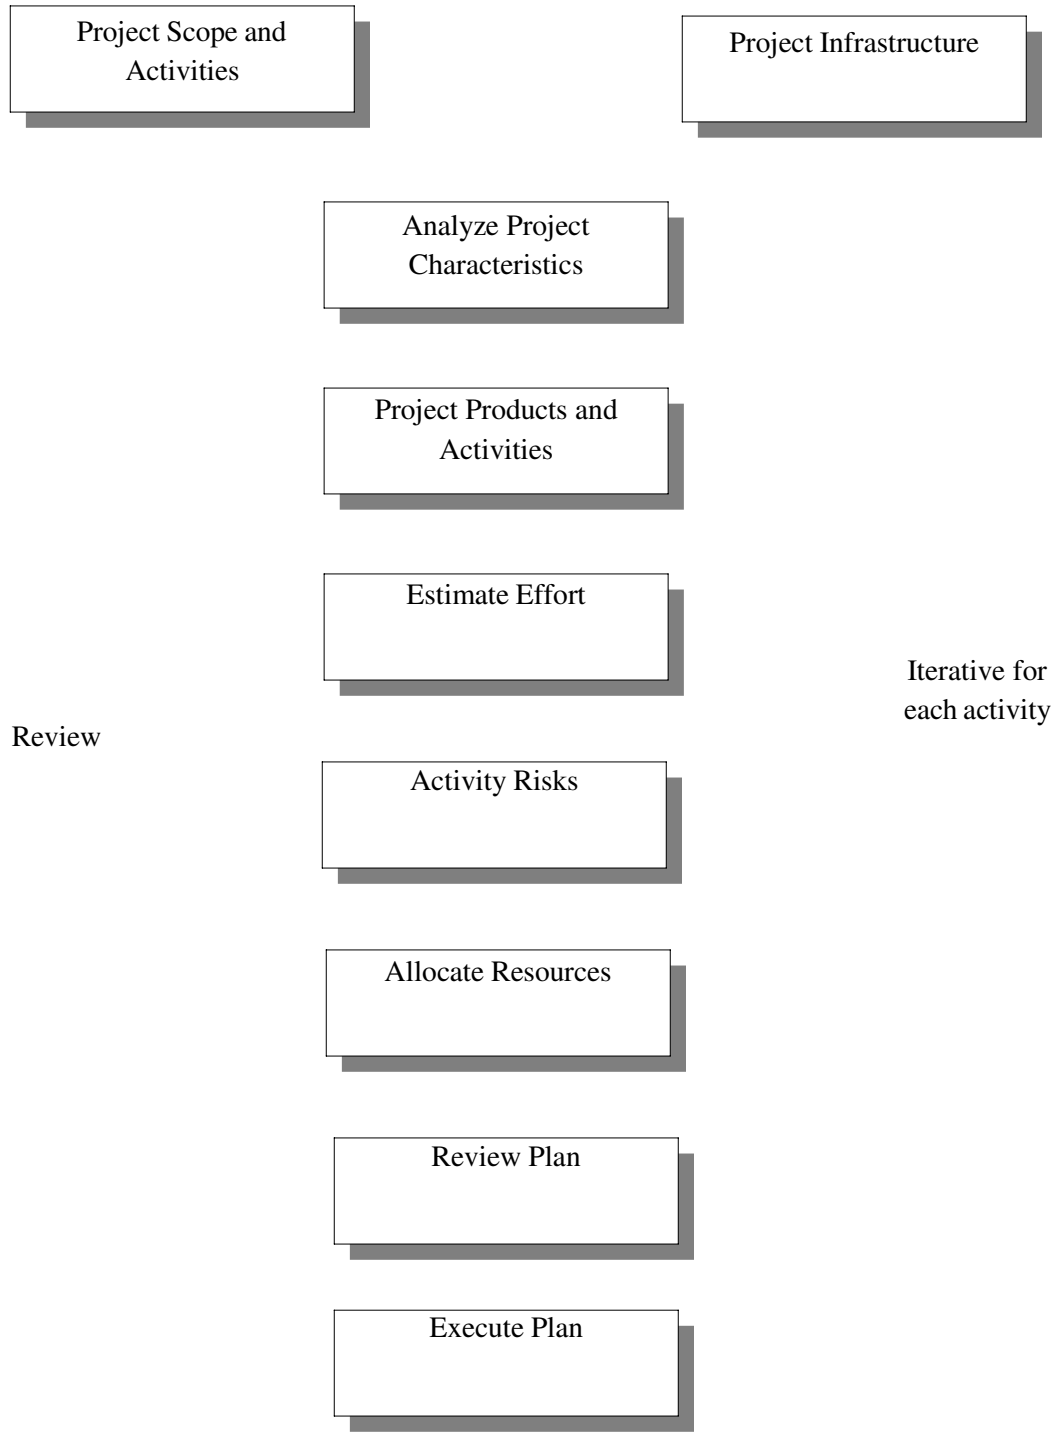 Project Scope and
Activities
Project Infrastructure
Analyze Project
Characteristics
Project Products and
Activities
Estimate Effort
Iterative for
each activity
Review
Activity Risks
Allocate Resources
Review Plan
Execute Plan